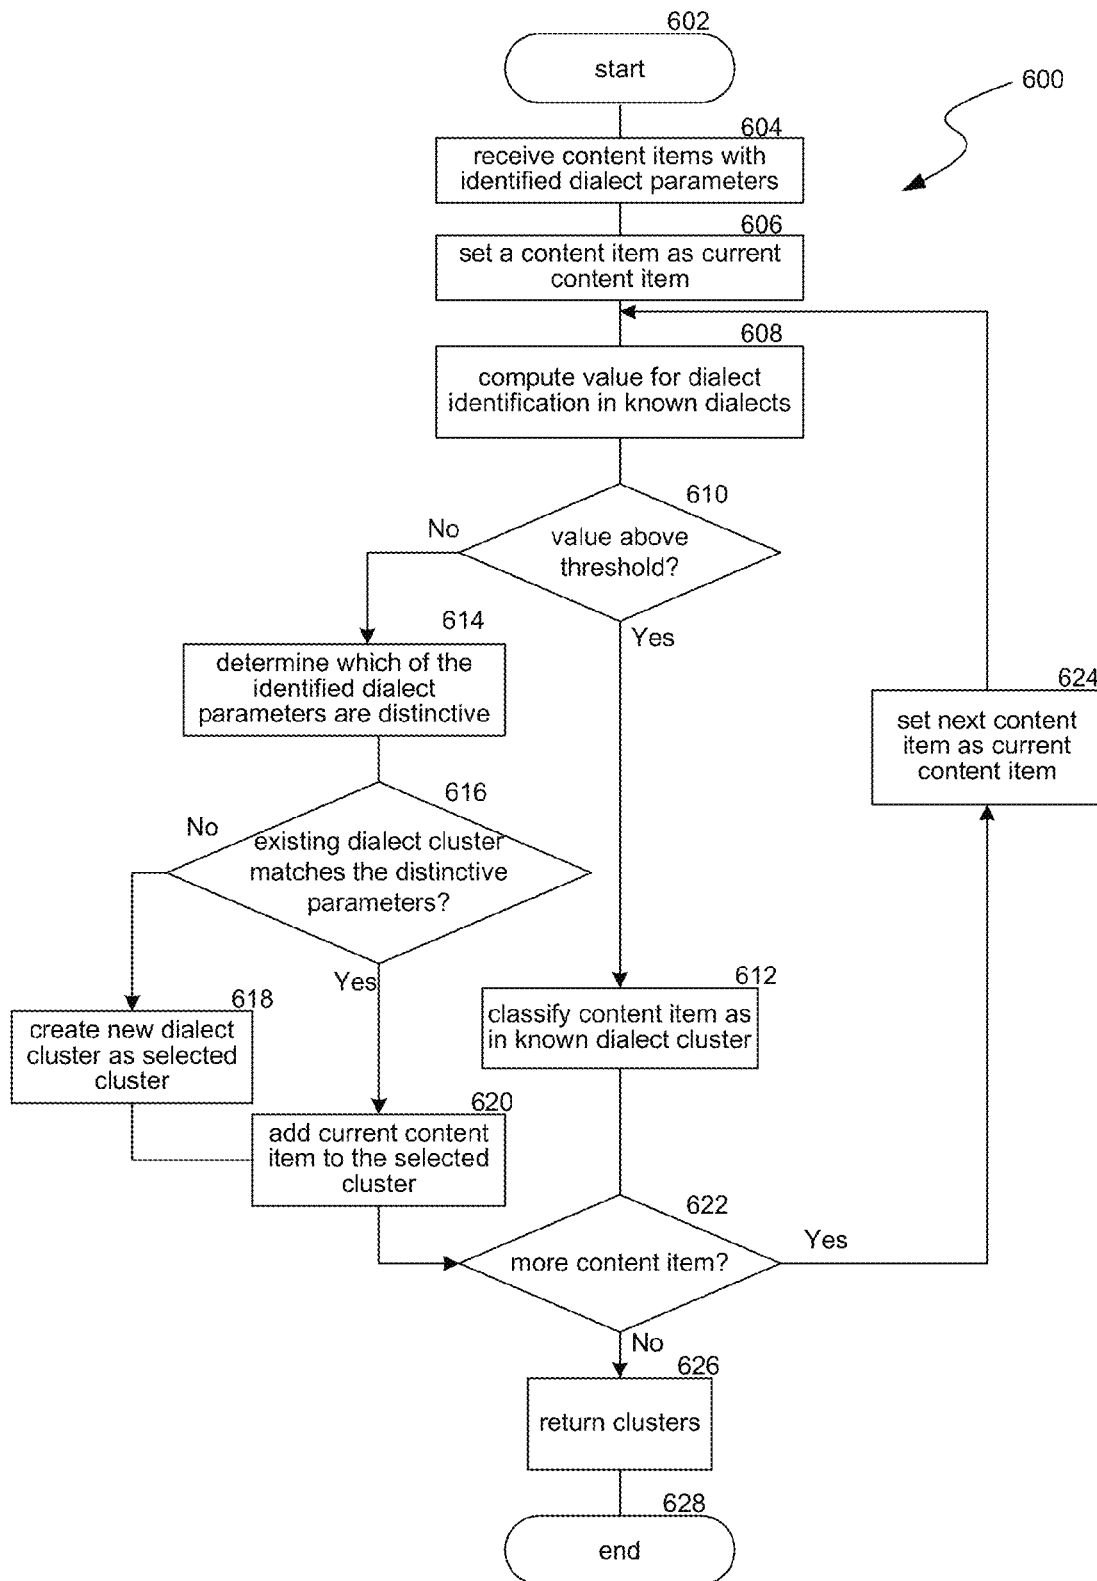 602
start
600
604
receive content items with
identified dialect parameters
606
set a content item as current
content item
608
compute value for dialect
identification in known dialects
610
No
value above
threshold?
Yes
614
determine which of the
identified dialect
parameters are distinctive
624
set next content
item as current
content item
616
No
existing dialect cluster
matches the distinctive
parameters?
Yes
612
classify content item as
in known dialect cluster
618
create new dialect
cluster as selected
cluster
620
add current content
item to the selected
cluster
622
more content item?
Yes
No
626
return clusters
628
end